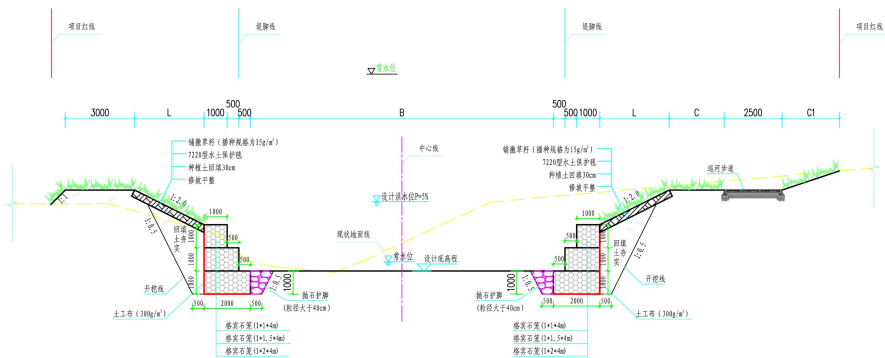 项目红线
堤脚线
常水位
堤脚线
项目红线
3000
L
1000
500
500
B
500
500
1000
L
C
2500
C1
铺撒草籽（播种规格为15g/m²）
7220型水土保护毯
种植土回填30cm
修坡平整
中心线
铺撒草籽（播种规格为15g/m²）
7220型水土保护毯
种植土回填30cm
修坡平整
巡河步道
设计洪水位P=5%
1:1
1:2.0
1000
500
500
回填土夯实
1:0.5
1000
1000
1000
现状地面线
常水位
设计底高程
1000
1:0.5
500
2000
500
抛石护脚
(粒径大于40cm)
开挖线
土工布(300g/m²)
格宾石笼(1*1*4m)
格宾石笼(1*1.5*4m)
格宾石笼(1*2*4m)
1:2.0
1000
500
500
回填土夯实
1:0.5
1000
1000
1000
1000
1:0.5
500
2000
500
抛石护脚
(粒径大于40cm)
开挖线
土工布(300g/m²)
格宾石笼(1*1*4m)
格宾石笼(1*1.5*4m)
格宾石笼(1*2*4m)